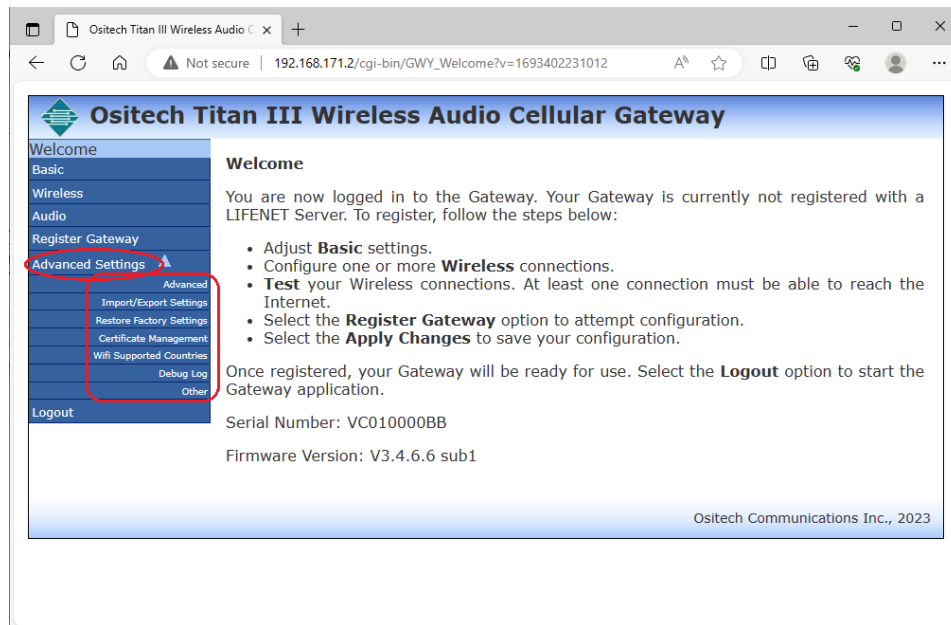 Ositech Titan III Wireless Audio C
Not secure | 192.168.171.2/cgi-bin/GWY_Welcome?v=1693402231012
Ositech Titan III Wireless Audio Cellular Gateway
Welcome
Basic
Wireless
Audio
Register Gateway
Advanced Settings
Advanced
Import/Export Settings
Restore Factory Settings
Certificate Management
Wifi Supported Countries
Debug Log
Other
Logout
Welcome
You are now logged in to the Gateway. Your Gateway is currently not registered with a
LIFENET Server. To register, follow the steps below:
• Adjust Basic settings.
• Configure one or more Wireless connections.
• Test your Wireless connections. At least one connection must be able to reach the
Internet.
• Select the Register Gateway option to attempt configuration.
• Select the Apply Changes to save your configuration.
Once registered, your Gateway will be ready for use. Select the Logout option to start the
Gateway application.
Serial Number: VC010000BB
Firmware Version: V3.4.6.6 sub1
Ositech Communications Inc., 2023